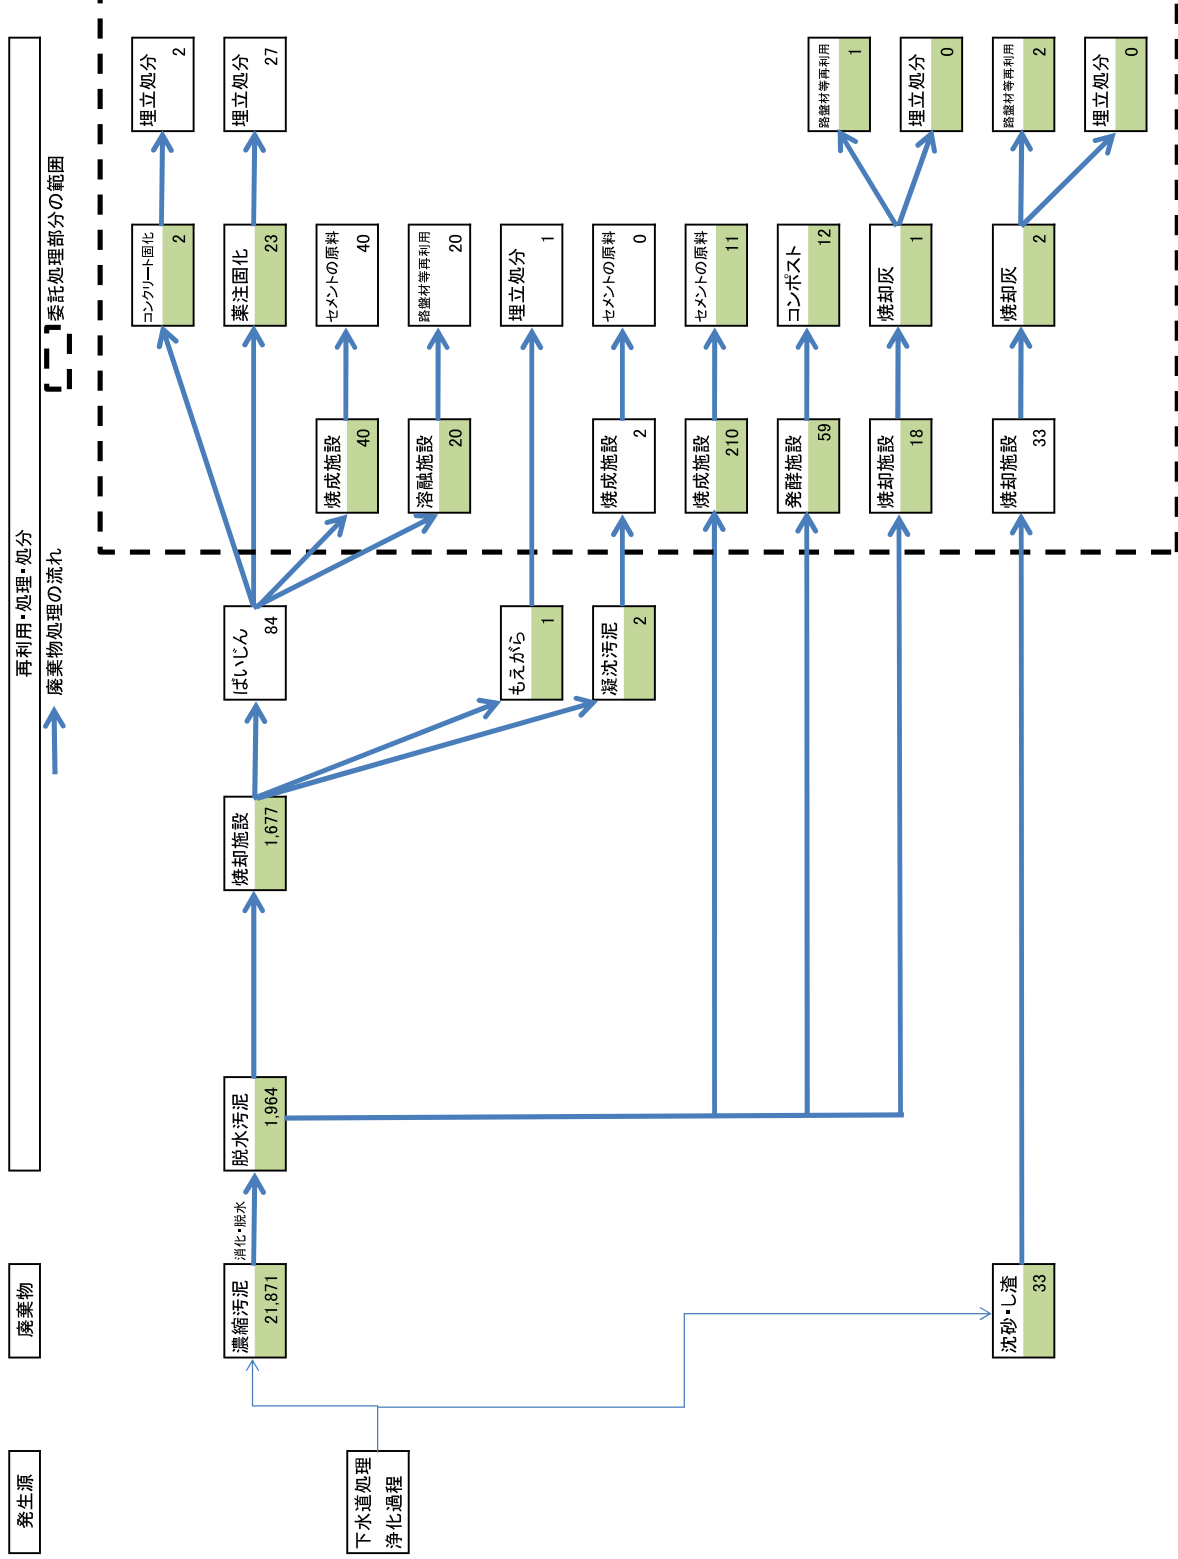 発生源
廃棄物
再利用・処理・処分
廃棄物処理の流れ
委託処理部分の範囲
下水道処理
浄化過程
濃縮汚泥
21,871
消化・脱水
脱水汚泥
1,964
焼却施設
1,677
ばいじん
84
コンクリート固化
2
埋立処分
2
薬注固化
23
埋立処分
27
焼成施設
40
セメントの原料
40
溶融施設
20
路盤材等再利用
20
もえがら
1
埋立処分
1
凝沈汚泥
2
焼成施設
2
セメントの原料
0
焼成施設
210
セメントの原料
11
発酵施設
59
コンポスト
12
焼却施設
18
焼却灰
1
路盤材等再利用
1
埋立処分
0
沈砂・し渣
33
焼却施設
33
焼却灰
2
路盤材等再利用
2
埋立処分
0